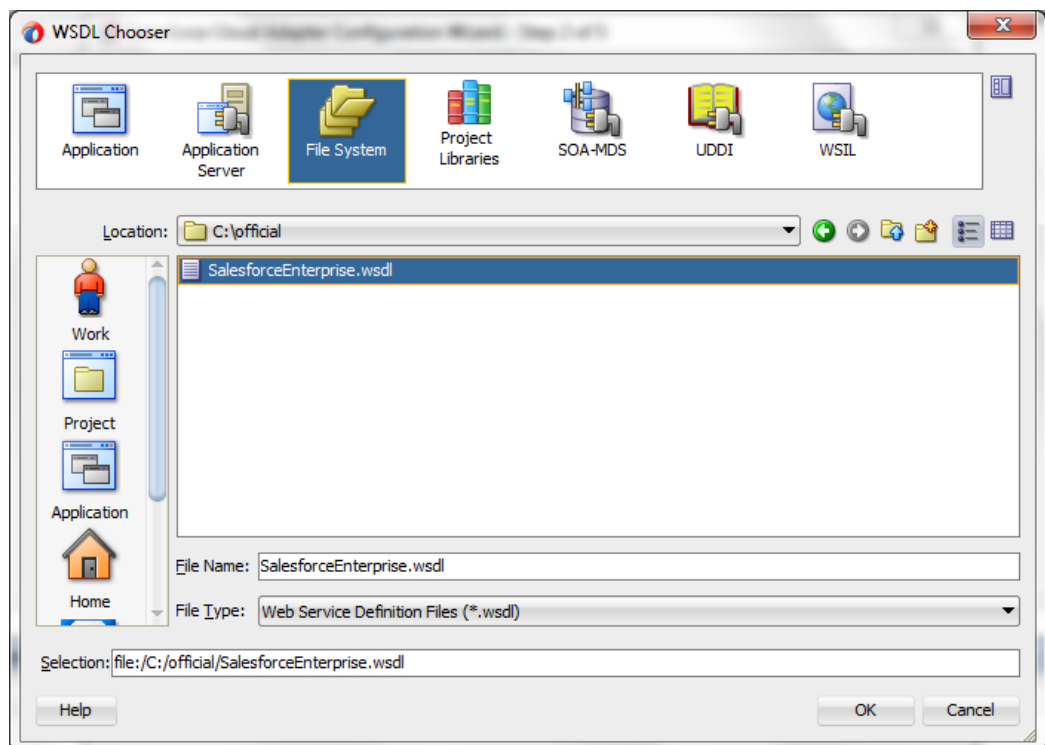 WSDL Chooser
Application
Application Server
File System
Project Libraries
SOA-MDS
UDDI
WSIL
Location: C:\official
Work
Project
Application
Home
SalesforceEnterprise.wsdl
File Name: SalesforceEnterprise.wsdl
File Type: Web Service Definition Files (*.wsdl)
Selection: file:/C:/official/SalesforceEnterprise.wsdl
Help
OK
Cancel